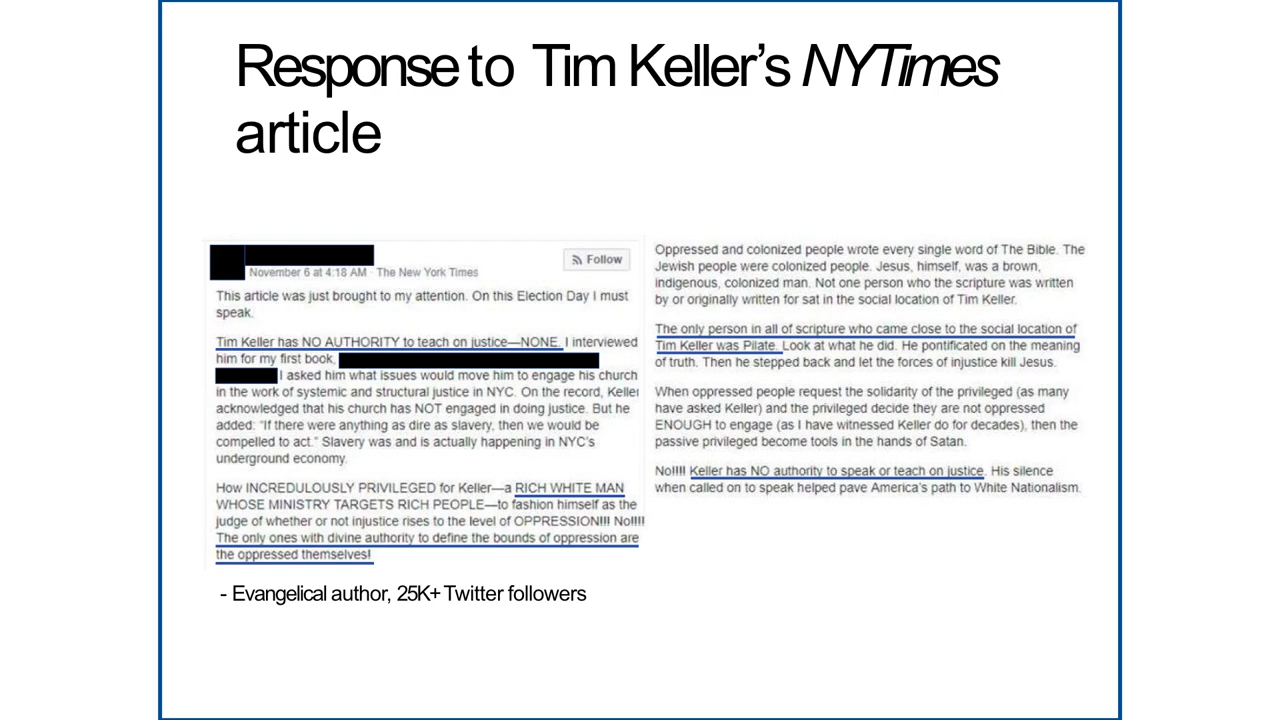 Response to Tim Keller's NYTimes
article
Follow
November 6 at 4:18 AM · The New York Times
This article was just brought to my attention. On this Election Day I must
speak.
Tim Keller has NO AUTHORITY to teach on justice—NONE. I interviewed
him for my first book,
I asked him what issues would move him to engage his church
in the work of systemic and structural justice in NYC. On the record, Keller
acknowledged that his church has NOT engaged in doing justice. But he
added: "If there were anything as dire as slavery, then we would be
compelled to act." Slavery was and is actually happening in NYC's
underground economy.
How INCREDULOUSLY PRIVILEGED for Keller—a RICH WHITE MAN
WHOSE MINISTRY TARGETS RICH PEOPLE—to fashion himself as the
judge of whether or not injustice rises to the level of OPPRESSION!!! No!!!!
The only ones with divine authority to define the bounds of oppression are
the oppressed themselves!
Oppressed and colonized people wrote every single word of The Bible. The
Jewish people were colonized people. Jesus, himself, was a brown,
indigenous, colonized man. Not one person who the scripture was written
by or originally written for sat in the social location of Tim Keller.
The only person in all of scripture who came close to the social location of
Tim Keller was Pilate. Look at what he did. He pontificated on the meaning
of truth. Then he stepped back and let the forces of injustice kill Jesus.
When oppressed people request the solidarity of the privileged (as many
have asked Keller) and the privileged decide they are not oppressed
ENOUGH to engage (as I have witnessed Keller do for decades), then the
passive privileged become tools in the hands of Satan.
No!!!! Keller has NO authority to speak or teach on justice. His silence
when called on to speak helped pave America's path to White Nationalism.
- Evangelical author, 25K+ Twitter followers